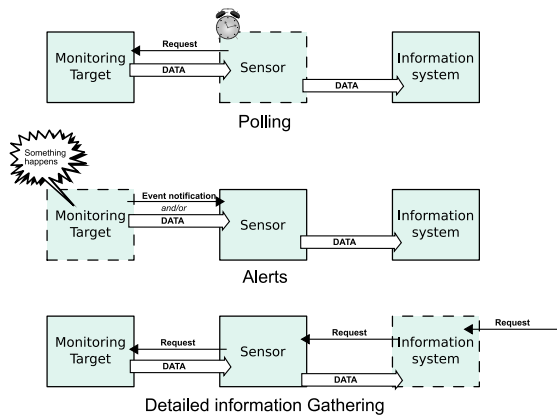 Monitoring
Target
Request
DATA
Sensor
DATA
Information
system
Polling
Something
happens
Monitoring
Target
Event notification
and/or
DATA
Sensor
DATA
Information
system
Alerts
Monitoring
Target
Request
DATA
Sensor
Request
DATA
Information
system
Request
Detailed information Gathering